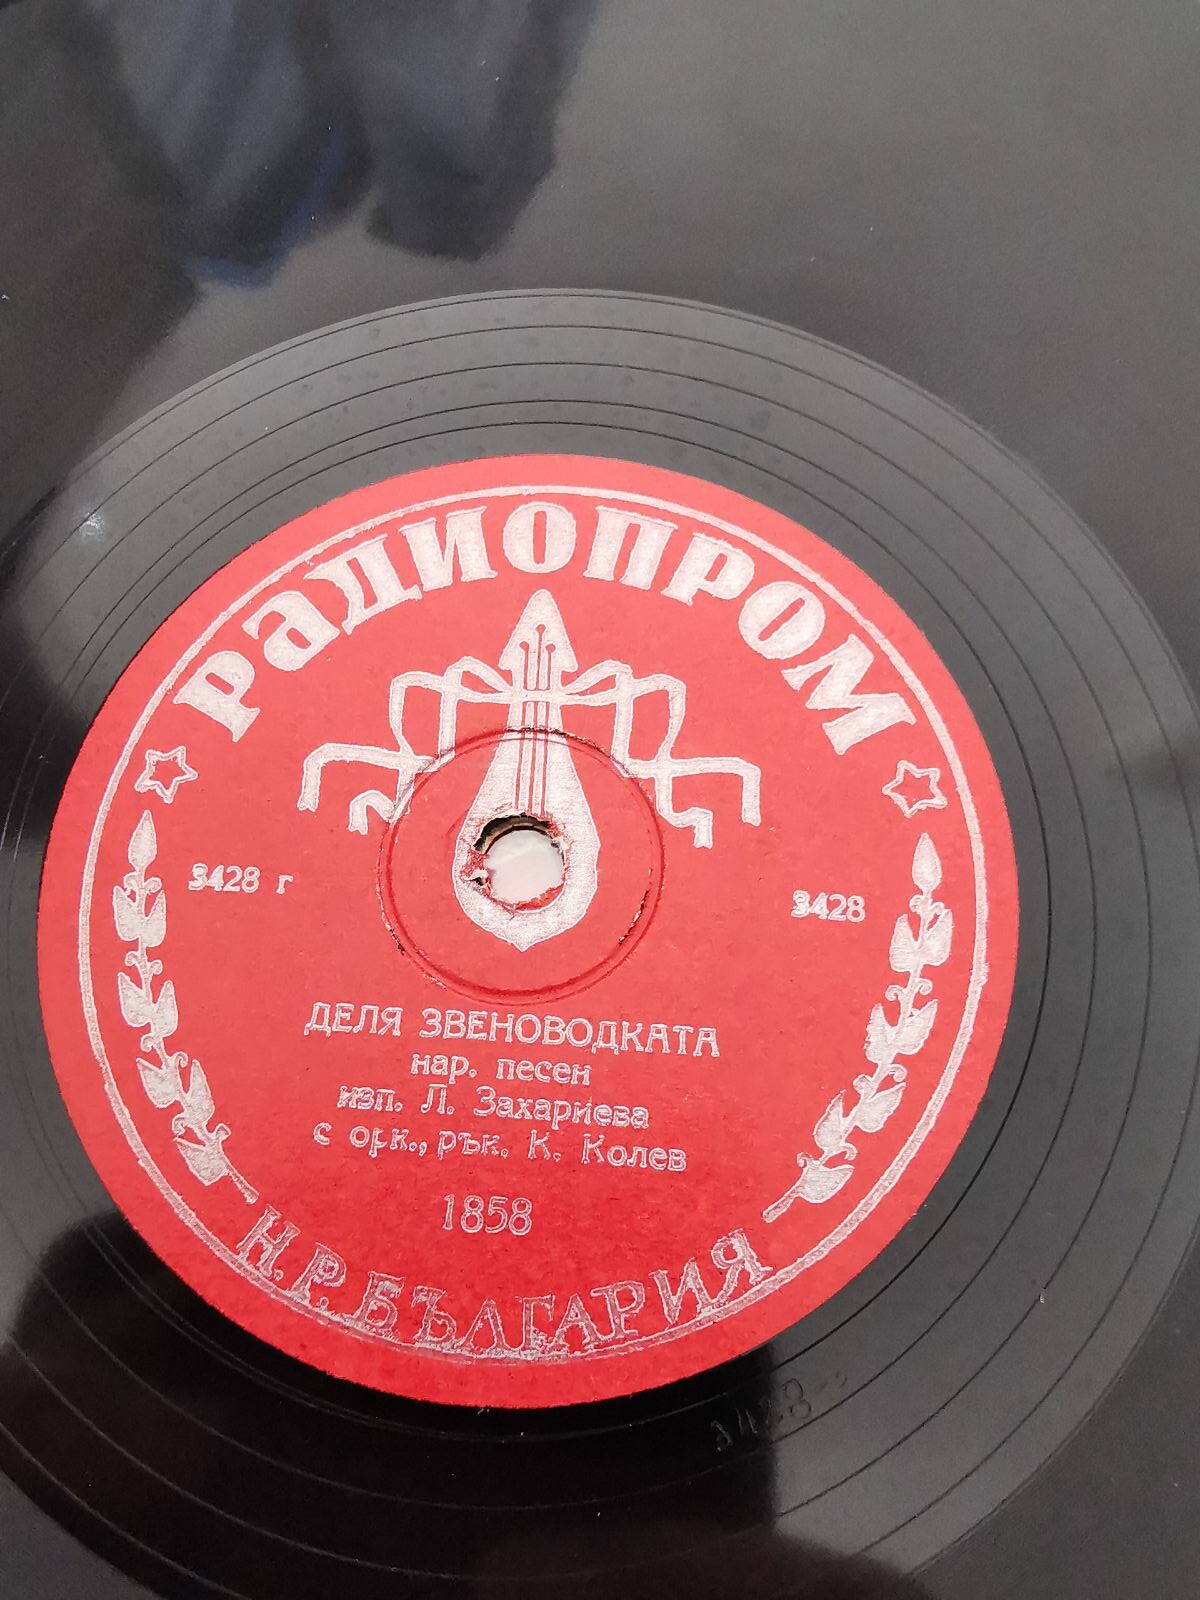 РАДИОПРОМ
3428 г
3428
ДЕЛЯ ЗВЕНОВОДКАТА
нар. песен
изп. Л. Захариева
с орк., рък. К. Колев
1858
Н.Р. БЪЛГАРИЯ